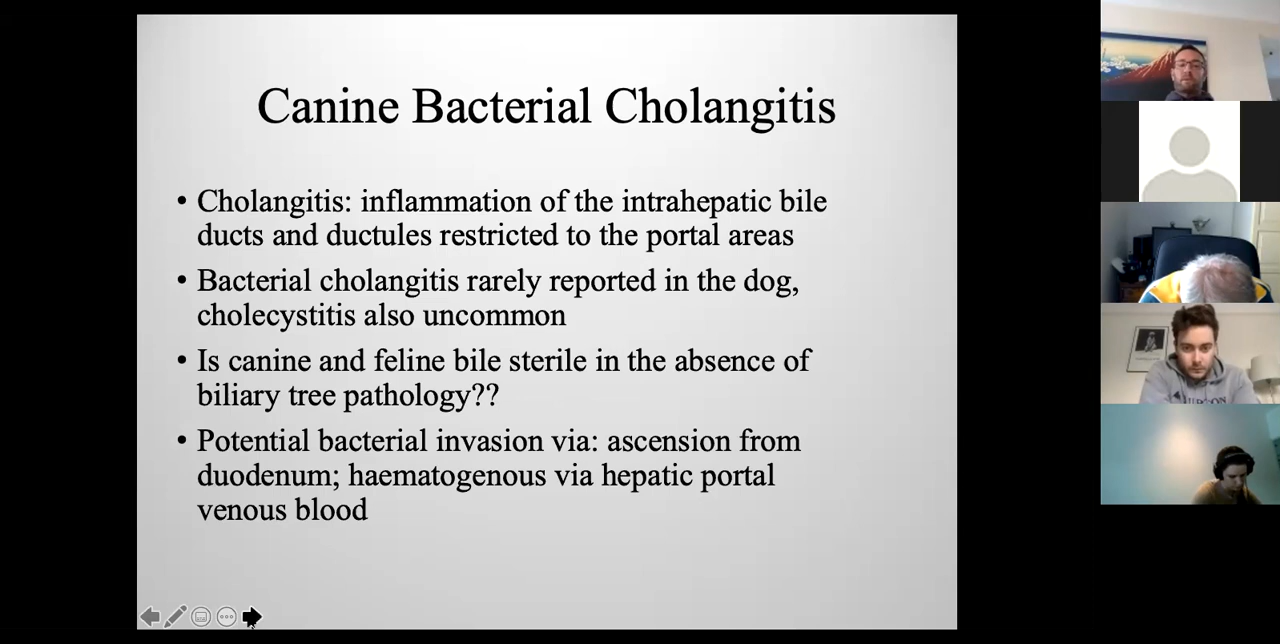 Canine Bacterial Cholangitis
• Cholangitis: inflammation of the intrahepatic bile
ducts and ductules restricted to the portal areas
• Bacterial cholangitis rarely reported in the dog,
cholecystitis also uncommon
• Is canine and feline bile sterile in the absence of
biliary tree pathology??
• Potential bacterial invasion via: ascension from
duodenum; haematogenous via hepatic portal
venous blood